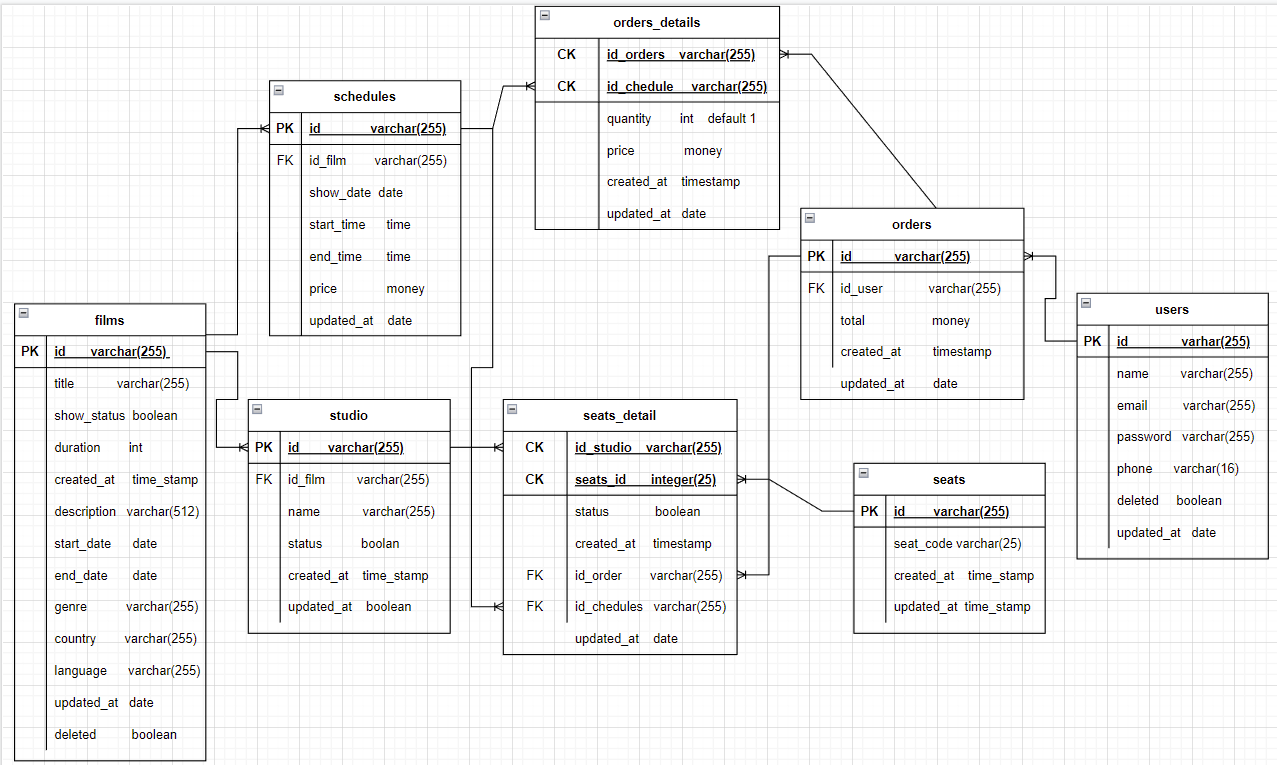 orders_details
CK id_orders varchar(255)
CK id_chedule varchar(255)
quantity int default 1
price money
created_at timestamp
updated_at date
schedules
PK id varchar(255)
FK id_film varchar(255)
show_date date
start_time time
end_time time
price money
updated_at date
orders
PK id varchar(255)
FK id_user varchar(255)
total money
created_at timestamp
updated_at date
users
PK id varhar(255)
name varchar(255)
email varchar(255)
password varchar(255)
phone varchar(16)
deleted boolean
updated_at date
films
PK id varchar(255)
title varchar(255)
show_status boolean
duration int
created_at time_stamp
description varchar(512)
start_date date
end_date date
genre varchar(255)
country varchar(255)
language varchar(255)
updated_at date
deleted boolean
studio
PK id varchar(255)
FK id_film varchar(255)
name varchar(255)
status boolan
created_at time_stamp
updated_at boolean
seats_detail
CK id_studio varchar(255)
CK seats_id integer(25)
status boolean
created_at timestamp
FK id_order varchar(255)
FK id_chedules varchar(255)
updated_at date
seats
PK id varchar(255)
seat_code varchar(25)
created_at time_stamp
updated_at time_stamp